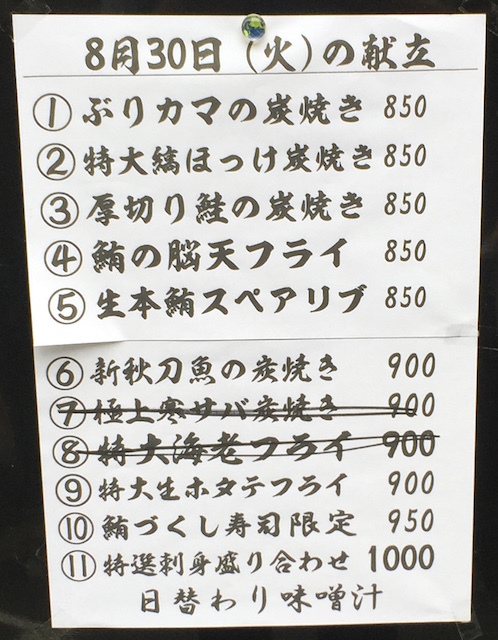 8月30日(火)の献立
①ぶりカマの炭焼き 850
②特大縞ほっけ炭焼き 850
③厚切り鮭の炭焼き 850
④鮪の脳天フライ 850
⑤生本鮪スペアリブ 850
⑥新秋刀魚の炭焼き 900
⑦極上寒サバ炭焼き 900
⑧特大海老フライ 900
⑨特大生ホタテフライ 900
⑩鮪づくし寿司限定 950
⑪特選刺身盛り合わせ 1000
日替わり味噌汁